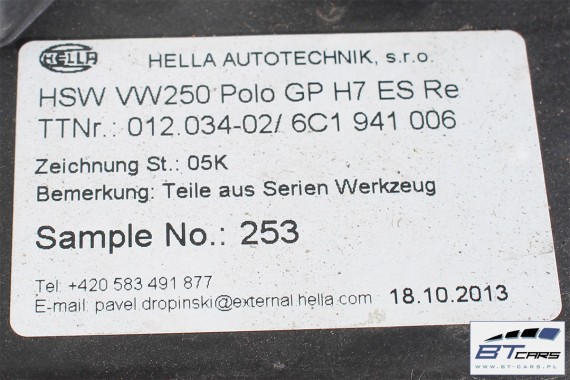 HELLA HELLA AUTOTECHNIK, s.r.o.
HSW VW250 Polo GP H7 ES Re
TTNr.: 012.034-02/ 6C1 941 006
Zeichnung St.: 05K
Bemerkung: Teile aus Serien Werkzeug
Sample No.: 253
Tel: +420 583 491 877
E-mail: pavel.dropinski@external.hella.com 18.10.2013
BTCARS
WWW.BT-CARS.PL